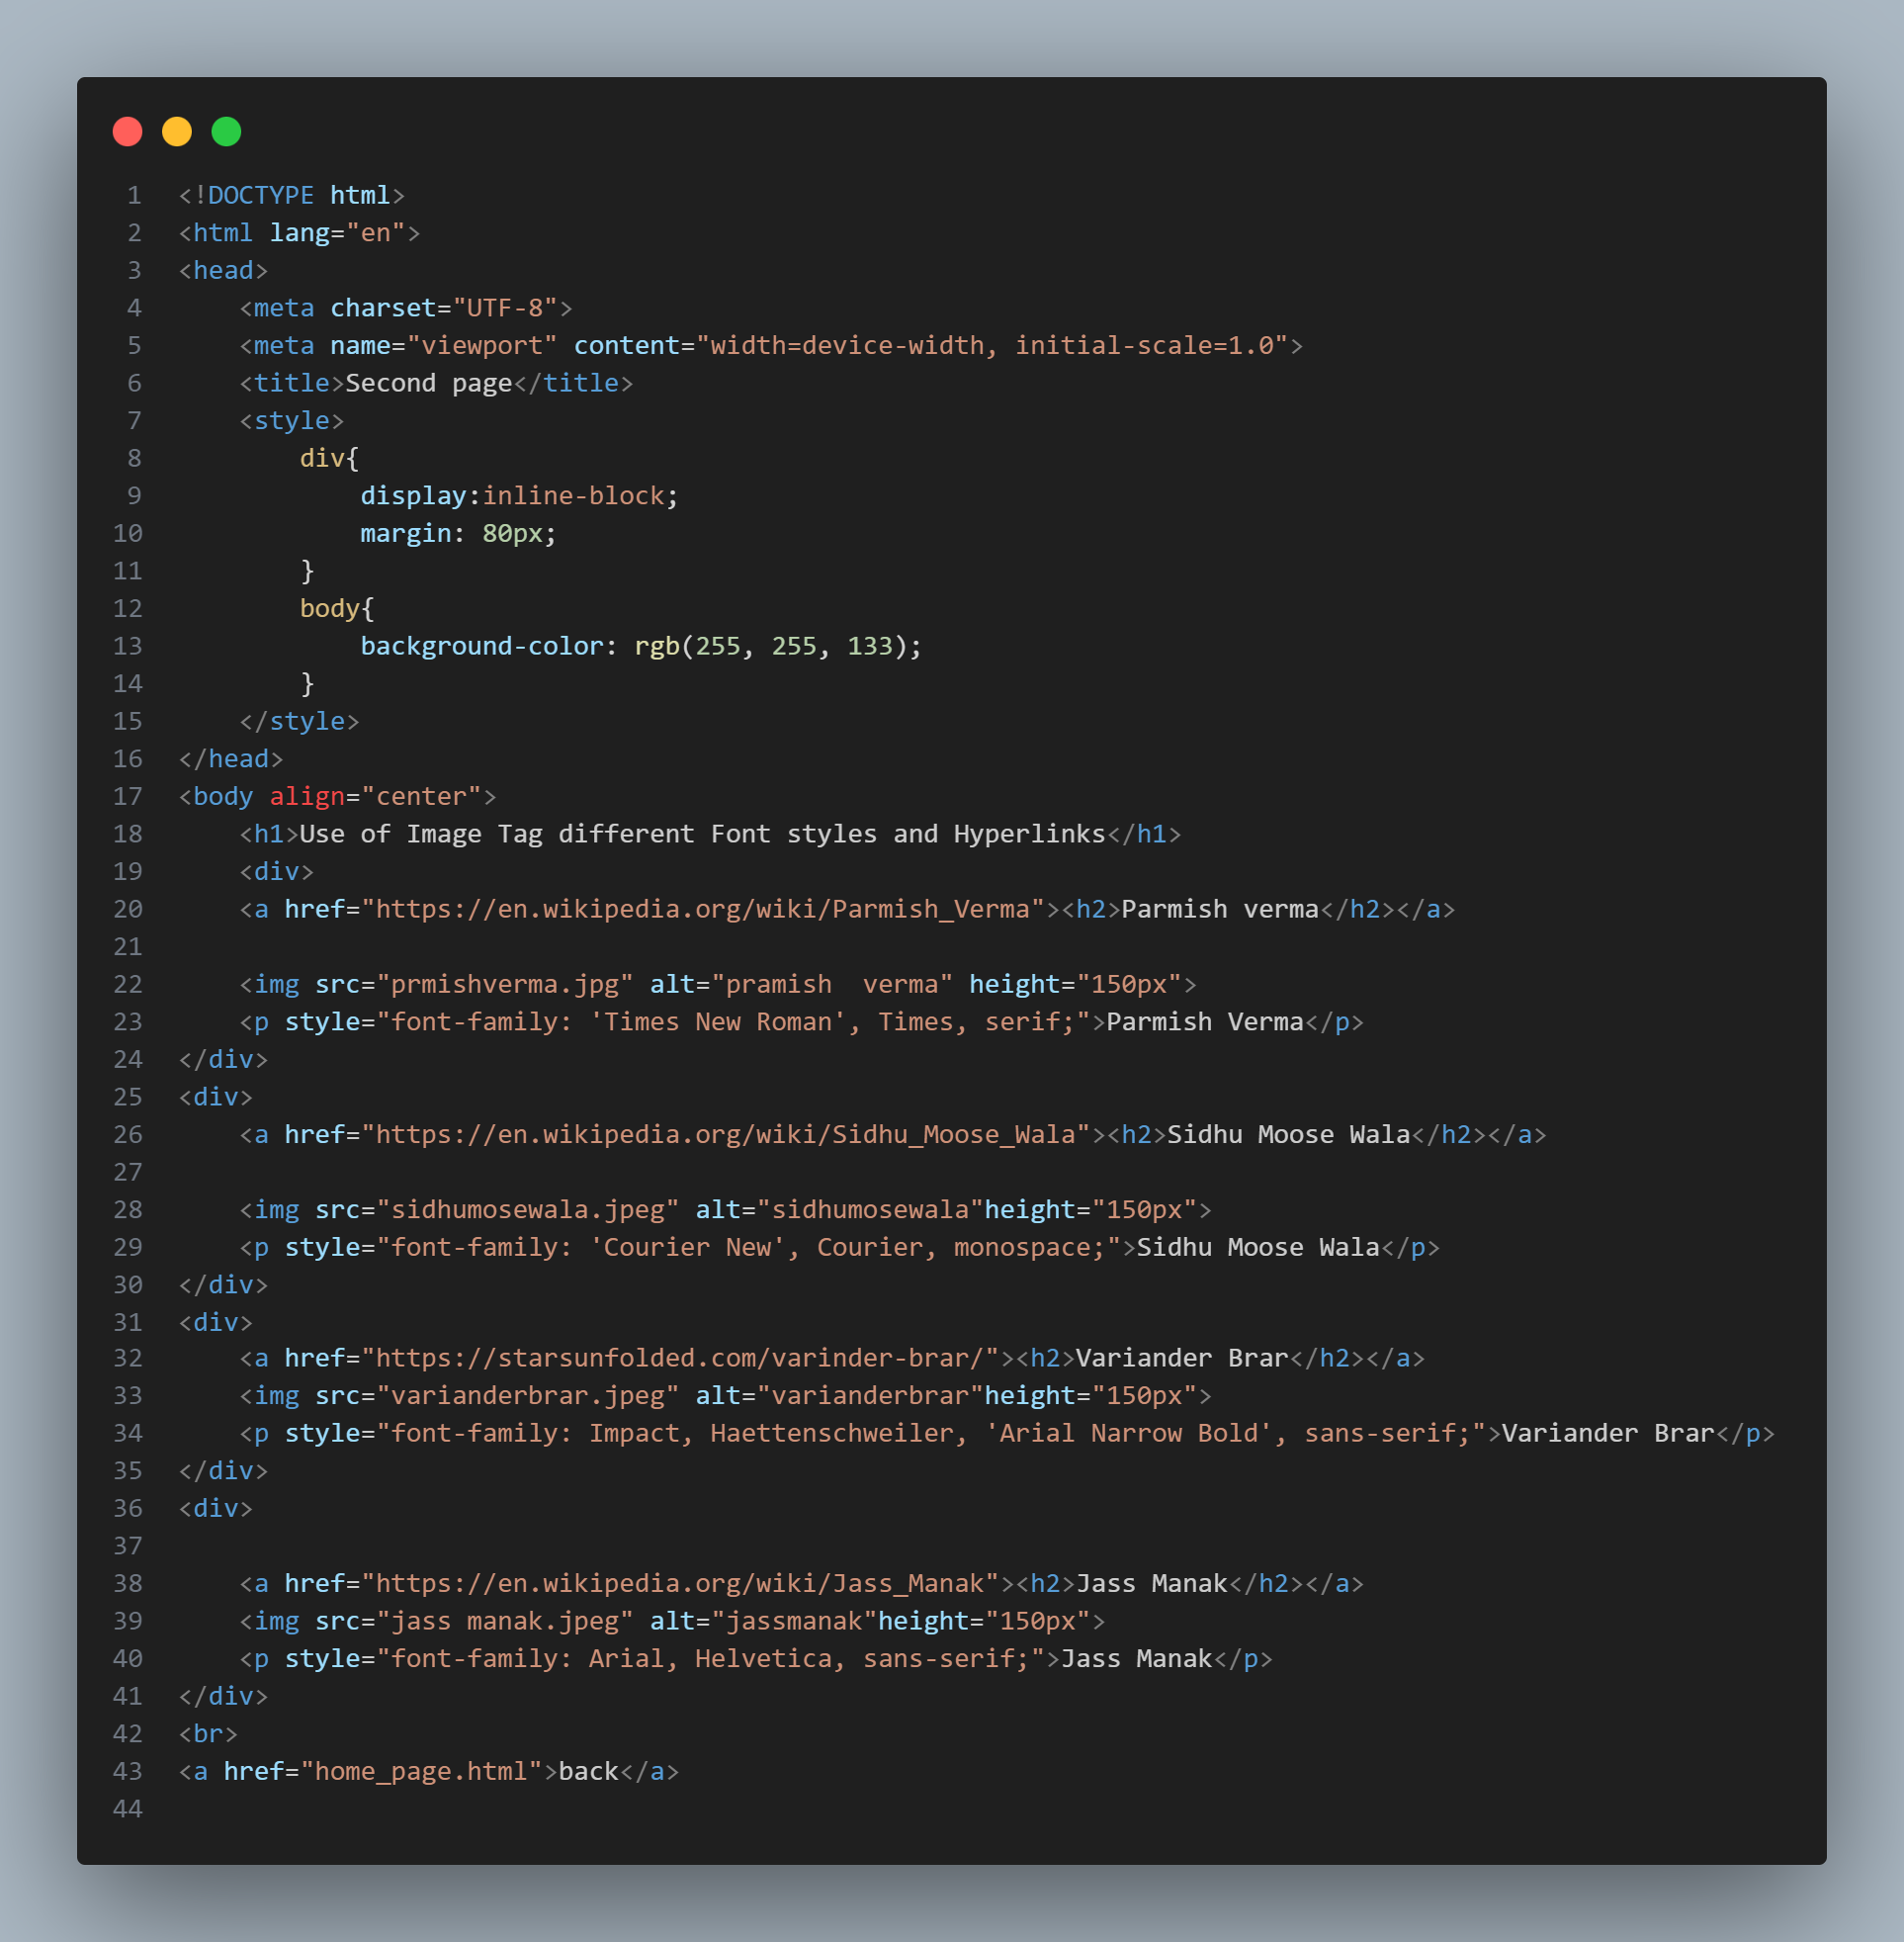 1 <!DOCTYPE html>
2 <html lang="en">
3 <head>
4     <meta charset="UTF-8">
5     <meta name="viewport" content="width=device-width, initial-scale=1.0">
6     <title>Second page</title>
7     <style>
8         div{
9             display:inline-block;
10             margin: 80px;
11         }
12         body{
13             background-color: rgb(255, 255, 133);
14         }
15     </style>
16 </head>
17 <body align="center">
18     <h1>Use of Image Tag different Font styles and Hyperlinks</h1>
19     <div>
20     <a href="https://en.wikipedia.org/wiki/Parmish_Verma"><h2>Parmish verma</h2></a>
21
22     <img src="prmishverma.jpg" alt="pramish  verma" height="150px">
23     <p style="font-family: 'Times New Roman', Times, serif;">Parmish Verma</p>
24 </div>
25 <div>
26     <a href="https://en.wikipedia.org/wiki/Sidhu_Moose_Wala"><h2>Sidhu Moose Wala</h2></a>
27
28     <img src="sidhumosewala.jpeg" alt="sidhumosewala"height="150px">
29     <p style="font-family: 'Courier New', Courier, monospace;">Sidhu Moose Wala</p>
30 </div>
31 <div>
32     <a href="https://starsunfolded.com/varinder-brar/"><h2>Variander Brar</h2></a>
33     <img src="varianderbrar.jpeg" alt="varianderbrar"height="150px">
34     <p style="font-family: Impact, Haettenschweiler, 'Arial Narrow Bold', sans-serif;">Variander Brar</p>
35 </div>
36 <div>
37
38     <a href="https://en.wikipedia.org/wiki/Jass_Manak"><h2>Jass Manak</h2></a>
39     <img src="jass manak.jpeg" alt="jassmanak"height="150px">
40     <p style="font-family: Arial, Helvetica, sans-serif;">Jass Manak</p>
41 </div>
42 <br>
43 <a href="home_page.html">back</a>
44